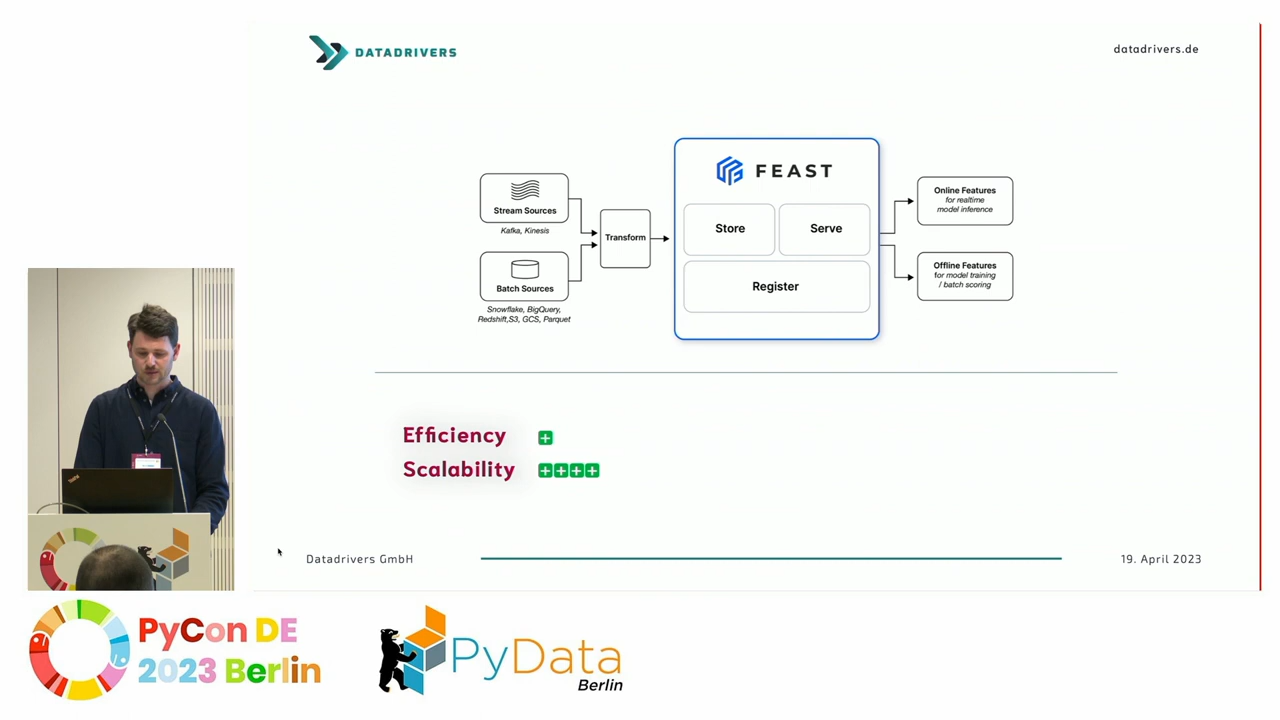 DATADRIVERS
datadrivers.de
FEAST
Stream Sources
Kafka, Kinesis
Batch Sources
Snowflake, BigQuery,
Redshift,S3, GCS, Parquet
Transform
Store
Serve
Register
Online Features
for realtime
model inference
Offline Features
for model training
/ batch scoring
Efficiency
Scalability
Datadrivers GmbH
19. April 2023
PyCon DE
2023 Berlin
PyData
Berlin